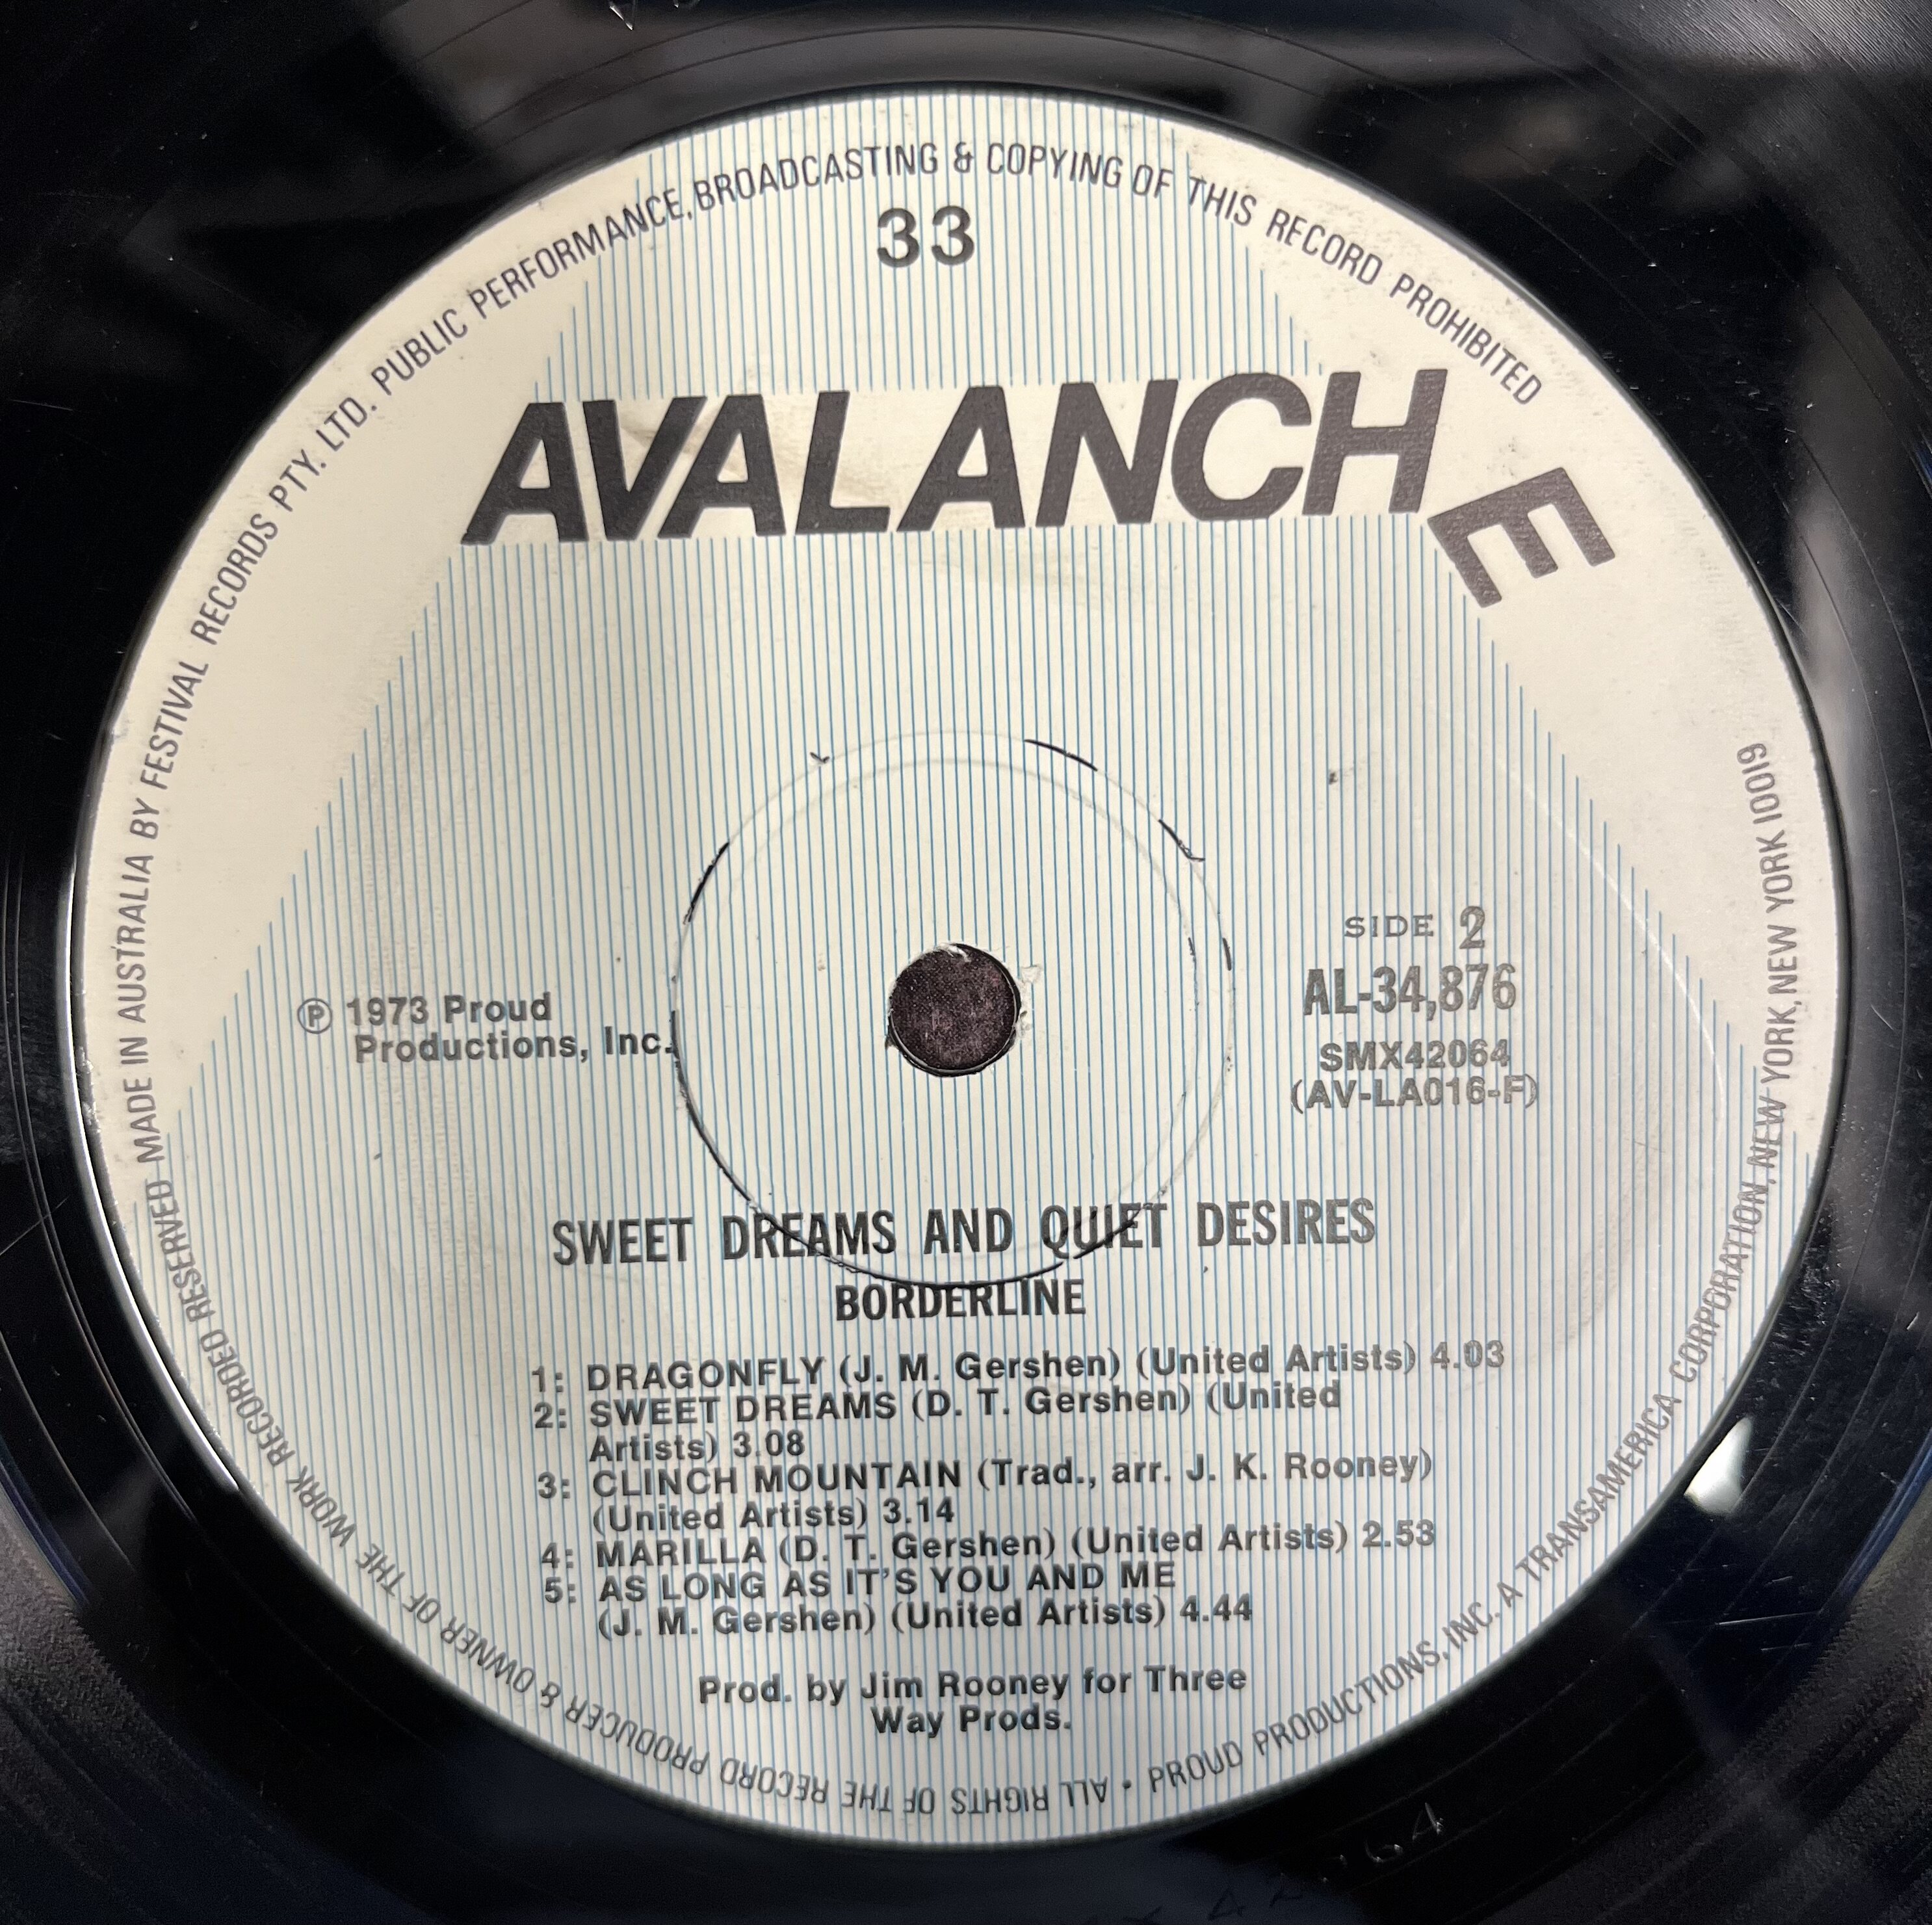 MADE IN AUSTRALIA BY FESTIVAL RECORDS PTY. LTD. PUBLIC PERFORMANCE, BROADCASTING & COPYING OF THIS RECORD PROHIBITED
33
AVALANCHE
SIDE 2
AL-34,876
SMX42064
(AV-LA016-F)
℗ 1973 Proud
Productions, Inc.
SWEET DREAMS AND QUIET DESIRES
BORDERLINE
1: DRAGONFLY (J. M. Gershen) (United Artists) 4.03
2: SWEET DREAMS (D. T. Gershen) (United
Artists) 3.08
3: CLINCH MOUNTAIN (Trad., arr. J. K. Rooney)
(United Artists) 3.14
4: MARILLA (D. T. Gershen) (United Artists) 2.53
5: AS LONG AS IT'S YOU AND ME
(J. M. Gershen) (United Artists) 4.44
Prod. by Jim Rooney for Three
Way Prods.
ALL RIGHTS OF THE RECORD PRODUCER & OWNER OF THE WORK RECORDED RESERVED
• PROUD PRODUCTIONS, INC. A TRANSAMERICA CORPORATION, NEW YORK, NEW YORK 10019